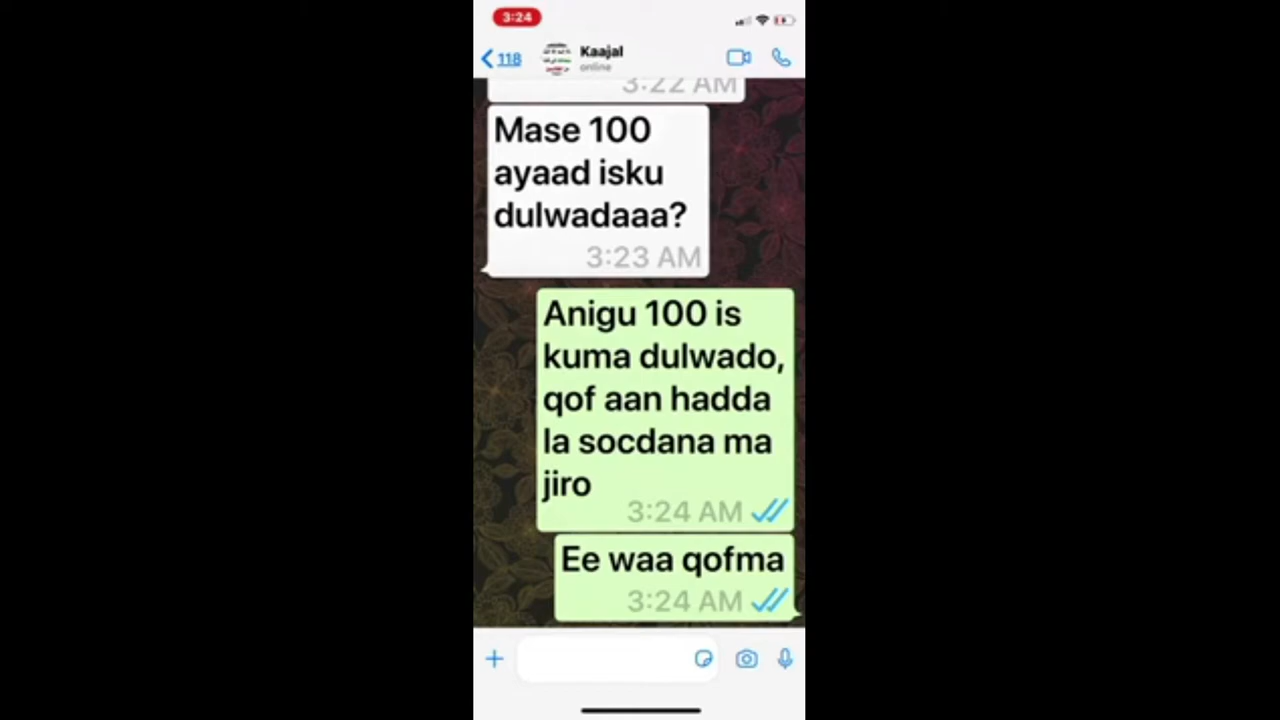 3:24
118
Kaajal
online
3:22 AM
Mase 100
ayaad isku
dulwadaaa?
3:23 AM
Anigu 100 is
kuma dulwado,
qof aan hadda
la socdana ma
jiro
3:24 AM
Ee waa qofma
3:24 AM